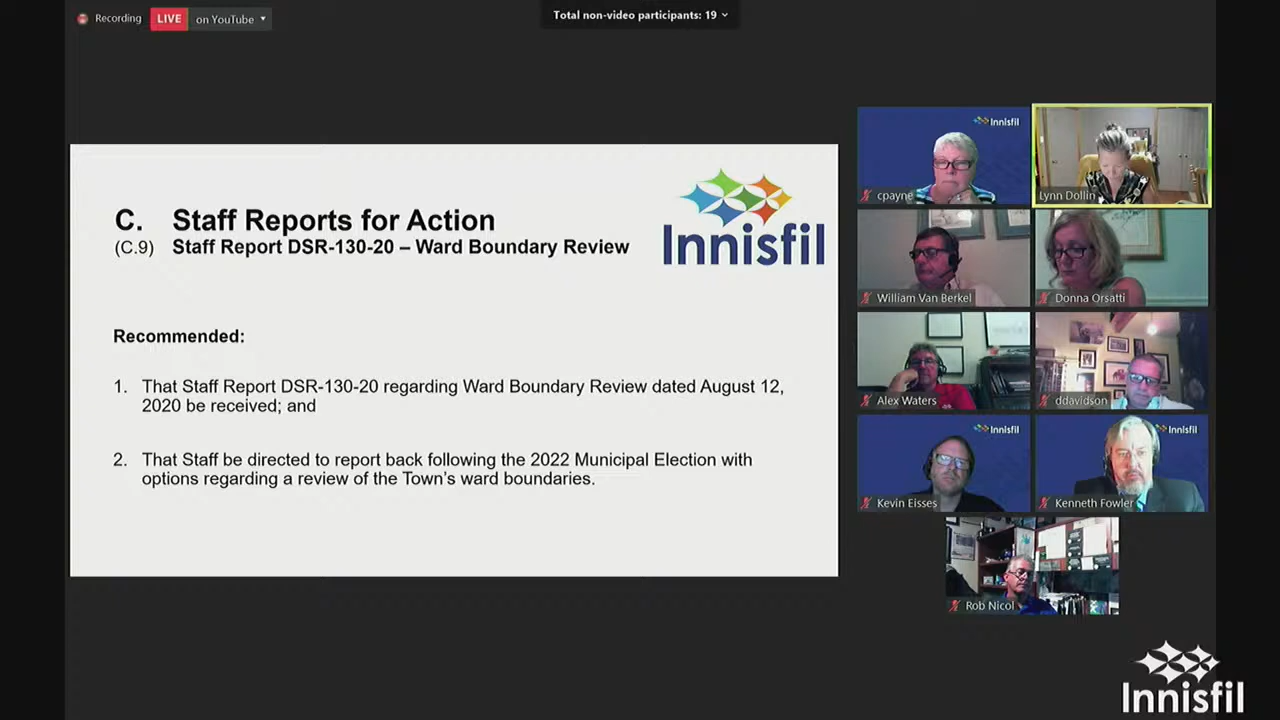 Recording
LIVE
on YouTube
Total non-video participants: 19
C. Staff Reports for Action
(C.9) Staff Report DSR-130-20 – Ward Boundary Review
Innisfil
Recommended:
1. That Staff Report DSR-130-20 regarding Ward Boundary Review dated August 12,
2020 be received; and
2. That Staff be directed to report back following the 2022 Municipal Election with
options regarding a review of the Town's ward boundaries.
Innisfil
cpayne
Lynn Dollin
William Van Berkel
Donna Orsatti
Alex Waters
ddavidson
Innisfil
Kevin Eisses
Innisfil
Kenneth Fowler
Rob Nicol
Innisfil